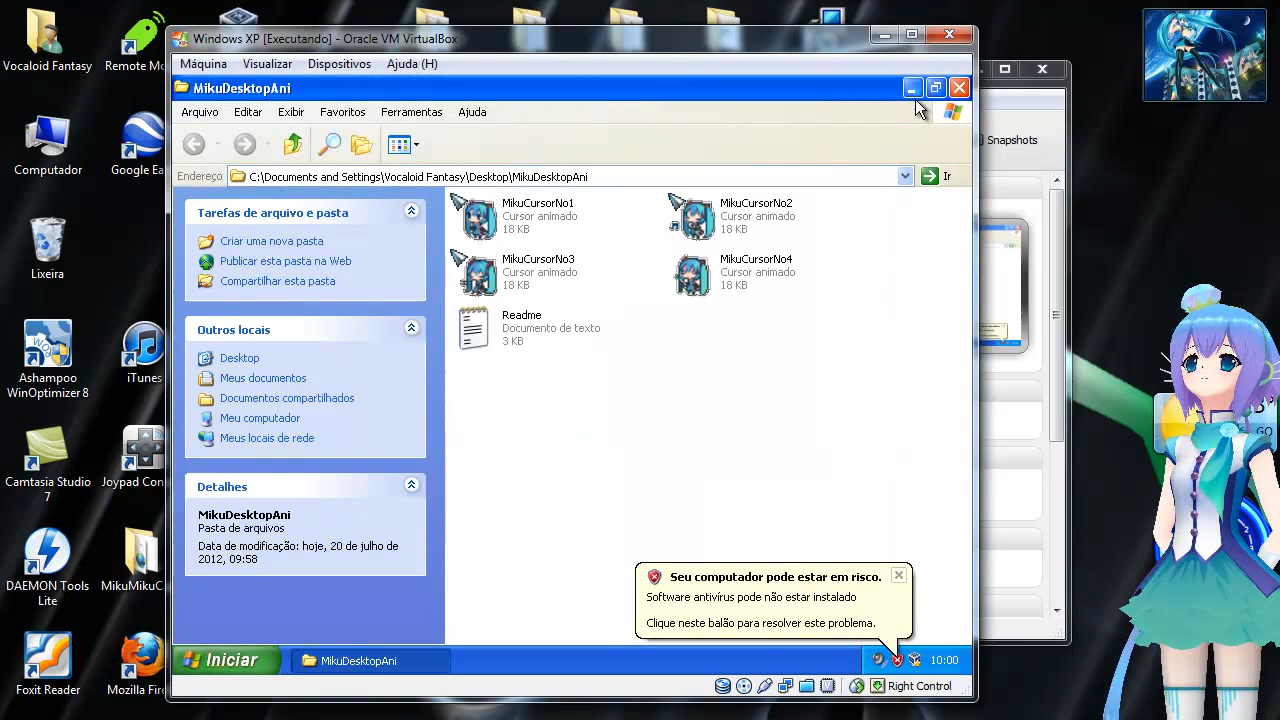 Vocaloid Fantasy
Remote Mo
Computador
Google Ea
Lixeira
Ashampoo
WinOptimizer 8
iTunes
Camtasia Studio
7
Joypad Con
DAEMON Tools
Lite
MikuMikuC
Foxit Reader
Mozilla Fire
Windows XP [Executando] - Oracle VM VirtualBox
Máquina Visualizar Dispositivos Ajuda (H)
MikuDesktopAni
Arquivo Editar Exibir Favoritos Ferramentas Ajuda
Endereço C:\Documents and Settings\Vocaloid Fantasy\Desktop\MikuDesktopAni Ir
Tarefas de arquivo e pasta
Criar uma nova pasta
Publicar esta pasta na Web
Compartilhar esta pasta
Outros locais
Desktop
Meus documentos
Documentos compartilhados
Meu computador
Meus locais de rede
Detalhes
MikuDesktopAni
Pasta de arquivos
Data de modificação: hoje, 20 de julho de
2012, 09:58
MikuCursorNo1
Cursor animado
18 KB
MikuCursorNo2
Cursor animado
18 KB
MikuCursorNo3
Cursor animado
18 KB
MikuCursorNo4
Cursor animado
18 KB
Readme
Documento de texto
3 KB
Seu computador pode estar em risco.
Software antivírus pode não estar instalado
Clique neste balão para resolver este problema.
Iniciar
MikuDesktopAni
10:00
Right Control
Snapshots
GO